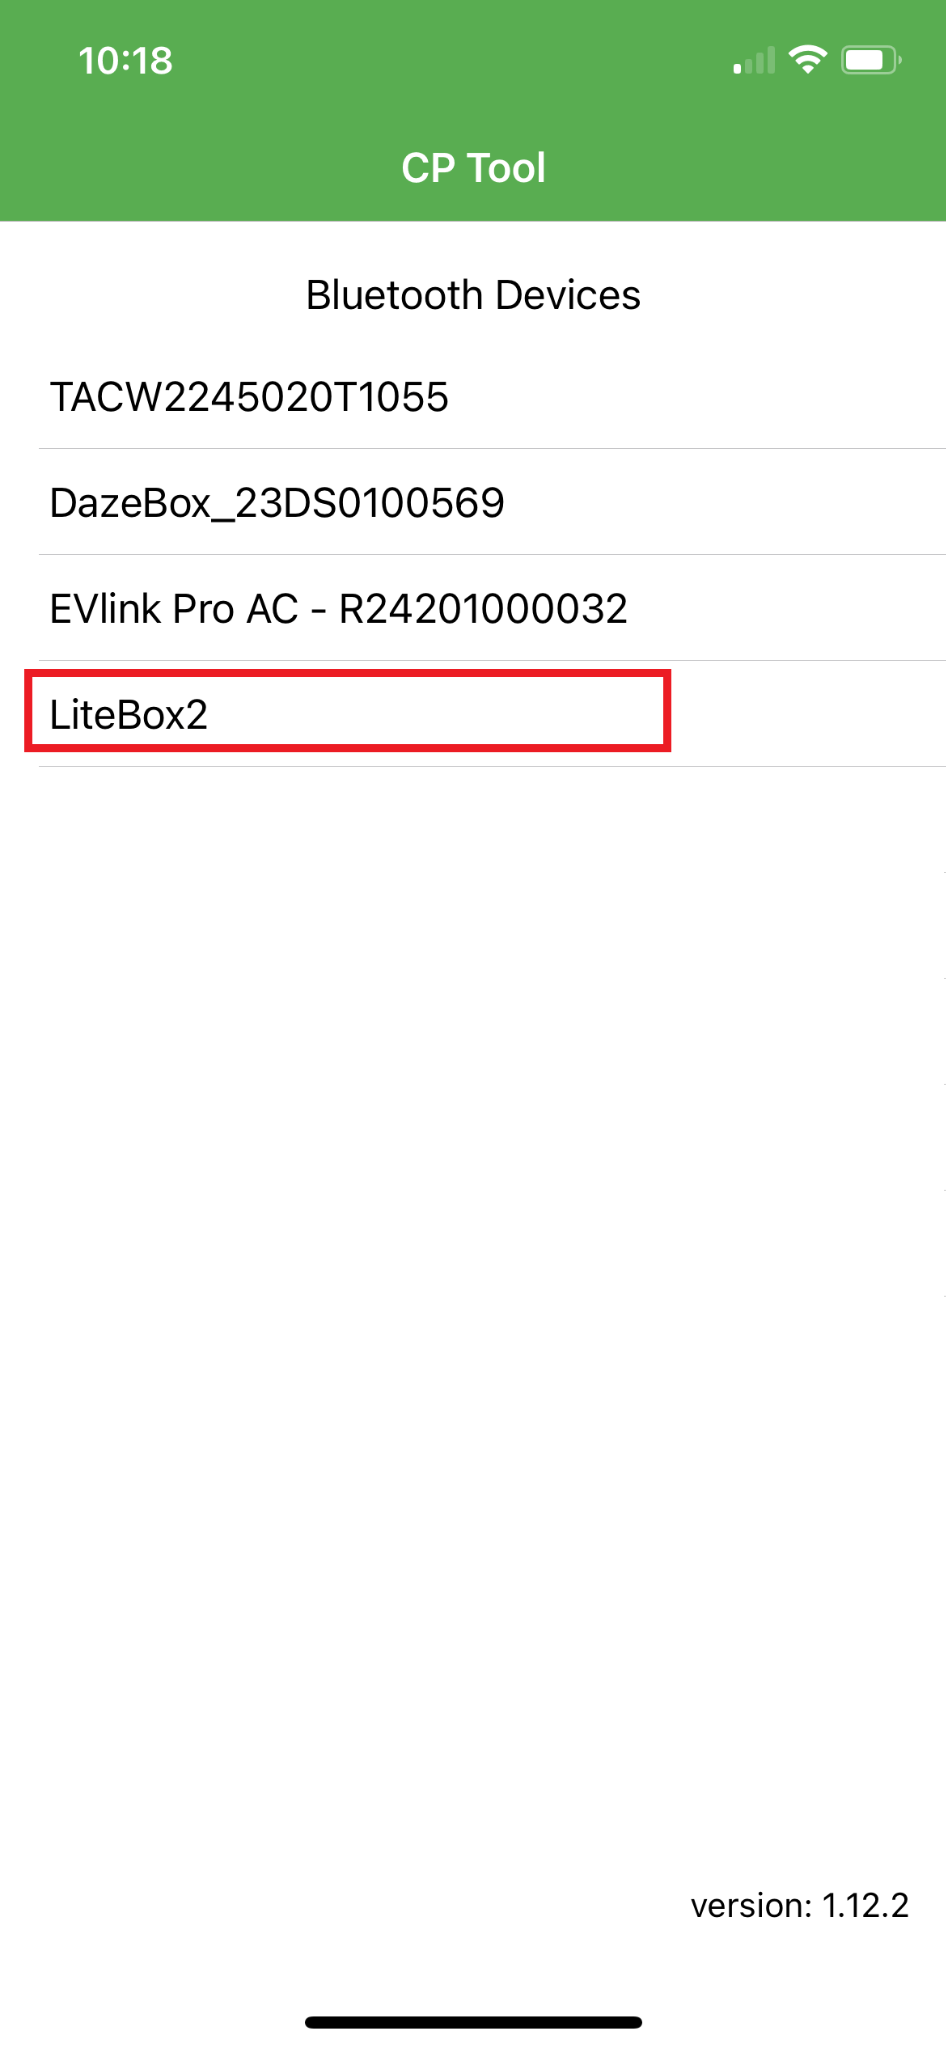 10:18
CP Tool
Bluetooth Devices
TACW2245020T1055
DazeBox_23DS0100569
EVlink Pro AC - R24201000032
LiteBox2
version: 1.12.2